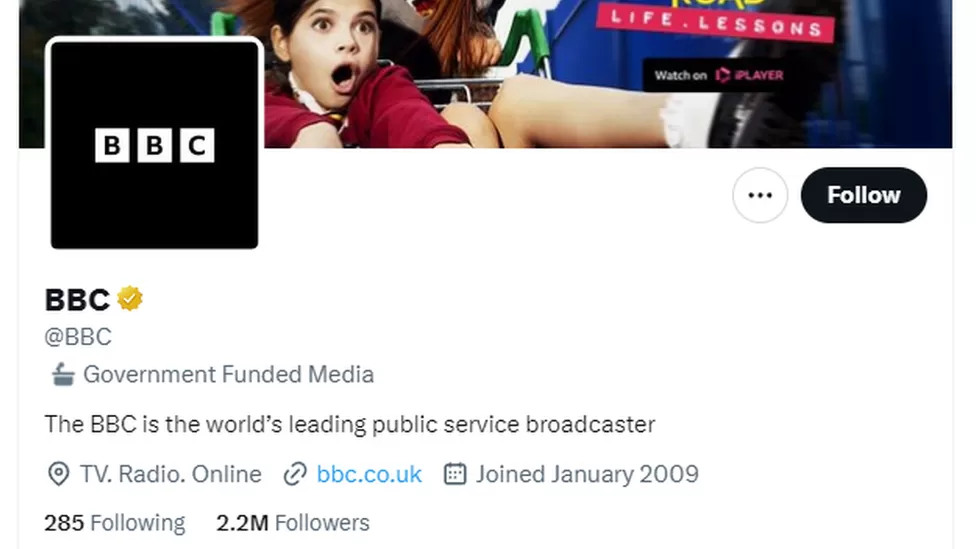 ROAD
LIFE.LESSONS
Watch on iPLAYER
BBC
Follow
BBC
@BBC
Government Funded Media
The BBC is the world's leading public service broadcaster
TV. Radio. Online bbc.co.uk Joined January 2009
285 Following 2.2M Followers